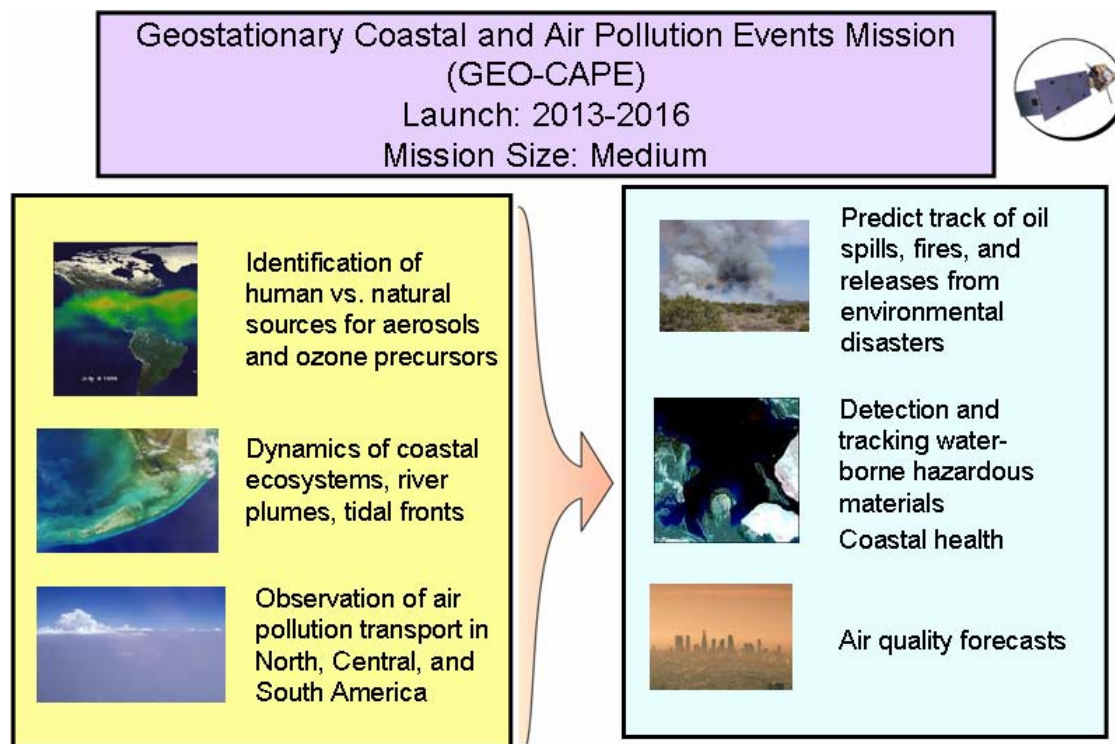 Geostationary Coastal and Air Pollution Events Mission
(GEO-CAPE)
Launch: 2013-2016
Mission Size: Medium
Identification of
human vs. natural
sources for aerosols
and ozone precursors
Dynamics of coastal
ecosystems, river
plumes, tidal fronts
Observation of air
pollution transport in
North, Central, and
South America
Predict track of oil
spills, fires, and
releases from
environmental
disasters
Detection and
tracking water-
borne hazardous
materials
Coastal health
Air quality forecasts